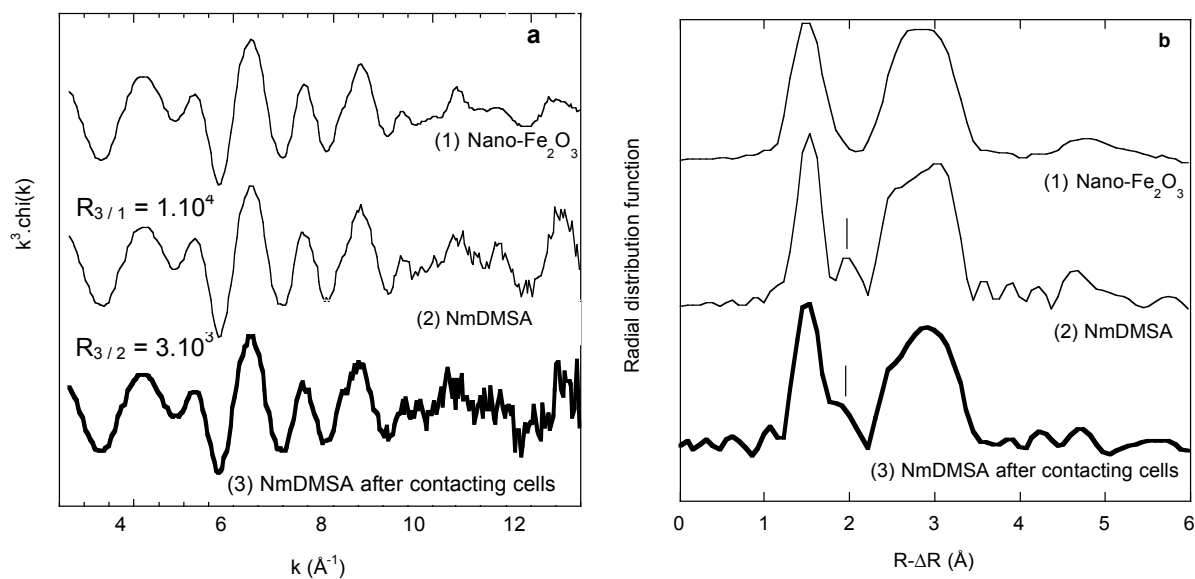 a
(1) Nano-Fe₂O₃
R₃/₁ = 1.10⁴
(2) NmDMSA
R₃/₂ = 3.10³
(3) NmDMSA after contacting cells
k³.chi(k)
4 6 8 10 12
k (Å⁻¹)
b
(1) Nano-Fe₂O₃
(2) NmDMSA
(3) NmDMSA after contacting cells
Radial distribution function
0 1 2 3 4 5 6
R-ΔR (Å)